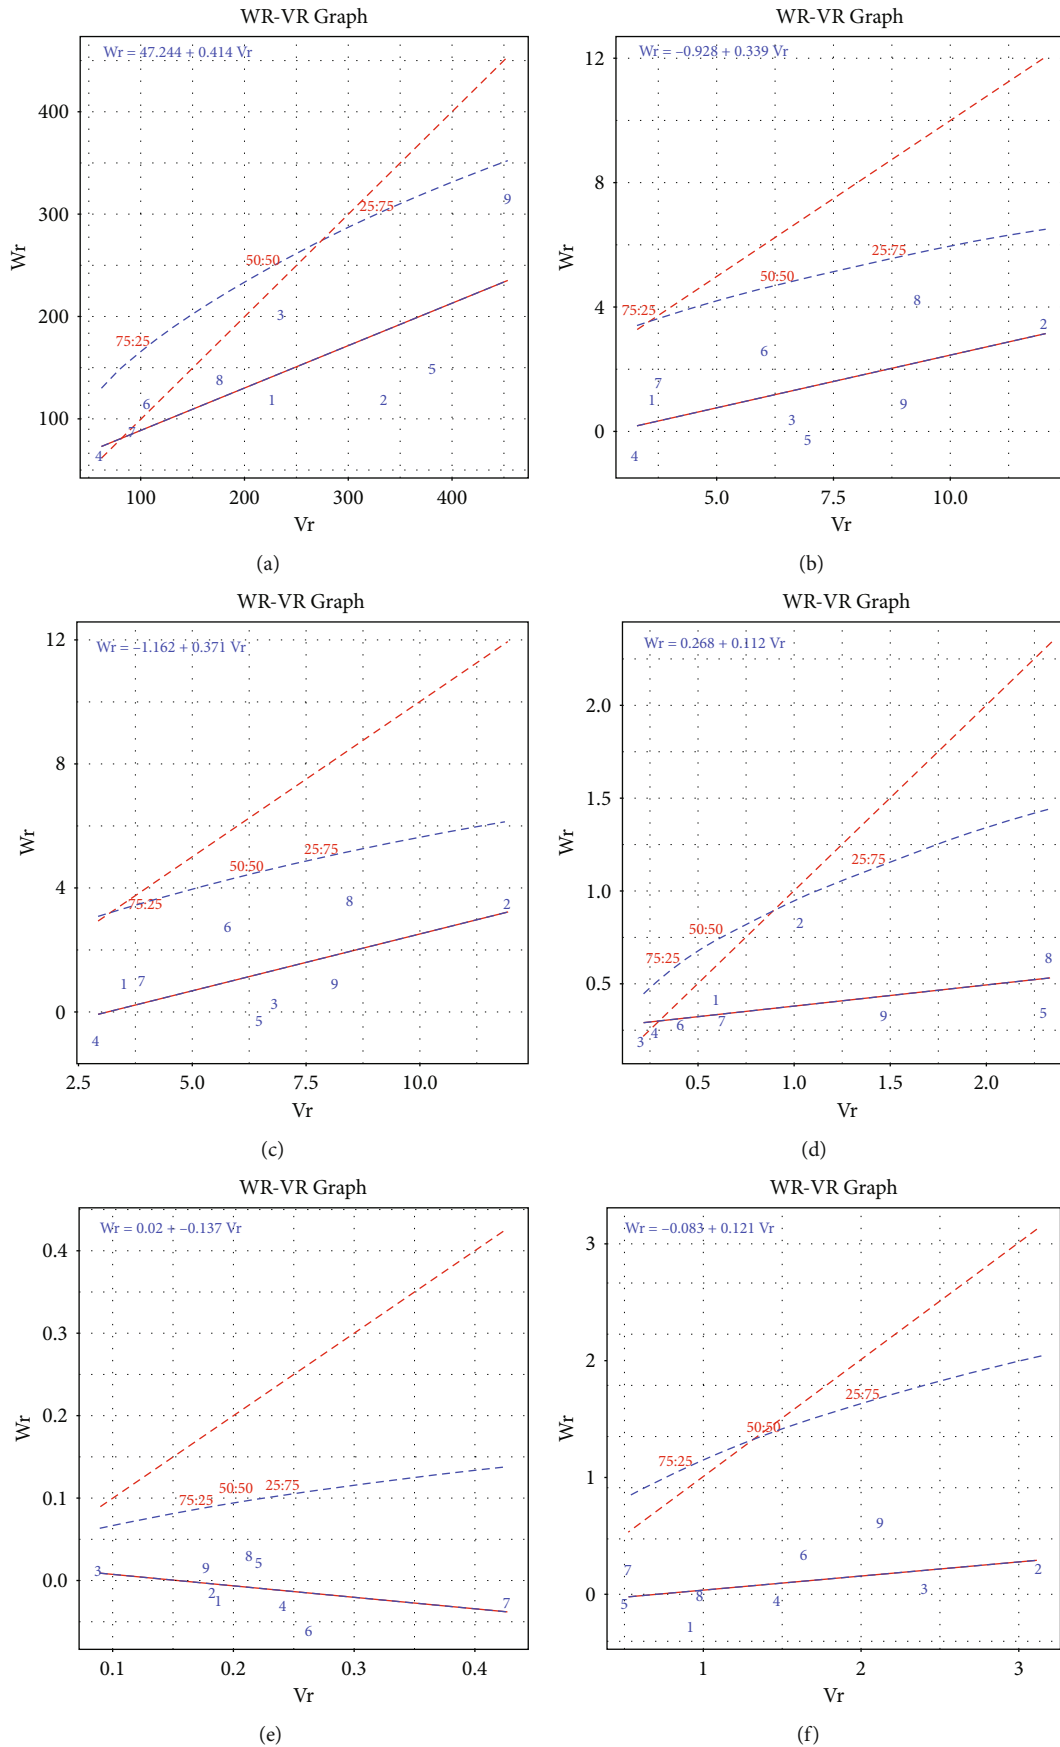 WR-VR Graph
Wr = 47.244 + 0.414 Vr
400
300
200
100
Wr
25:75
50:50
75:25
9
3
8
5
6
1
2
7
4
100 200 300 400
Vr
(a)
WR-VR Graph
Wr = –0.928 + 0.339 Vr
12
8
4
0
Wr
25:75
50:50
75:25
8
2
6
7
1
9
3
5
4
5.0 7.5 10.0
Vr
(b)
WR-VR Graph
Wr = –1.162 + 0.371 Vr
12
8
4
0
Wr
25:75
50:50
75:25
8
2
6
7
1
9
3
5
4
2.5 5.0 7.5 10.0
Vr
(c)
WR-VR Graph
Wr = 0.268 + 0.112 Vr
2.0
1.5
1.0
0.5
Wr
25:75
50:50
75:25
2
8
1
5
9
7
6
4
3
0.5 1.0 1.5 2.0
Vr
(d)
WR-VR Graph
Wr = 0.02 + –0.137 Vr
0.4
0.3
0.2
0.1
0.0
Wr
75:25
50:50
25:75
8
5
9
3
2
1
4
7
6
0.1 0.2 0.3 0.4
Vr
(e)
WR-VR Graph
Wr = –0.083 + 0.121 Vr
3
2
1
0
Wr
25:75
50:50
75:25
9
6
7
2
3
8
4
5
1
1 2 3
Vr
(f)